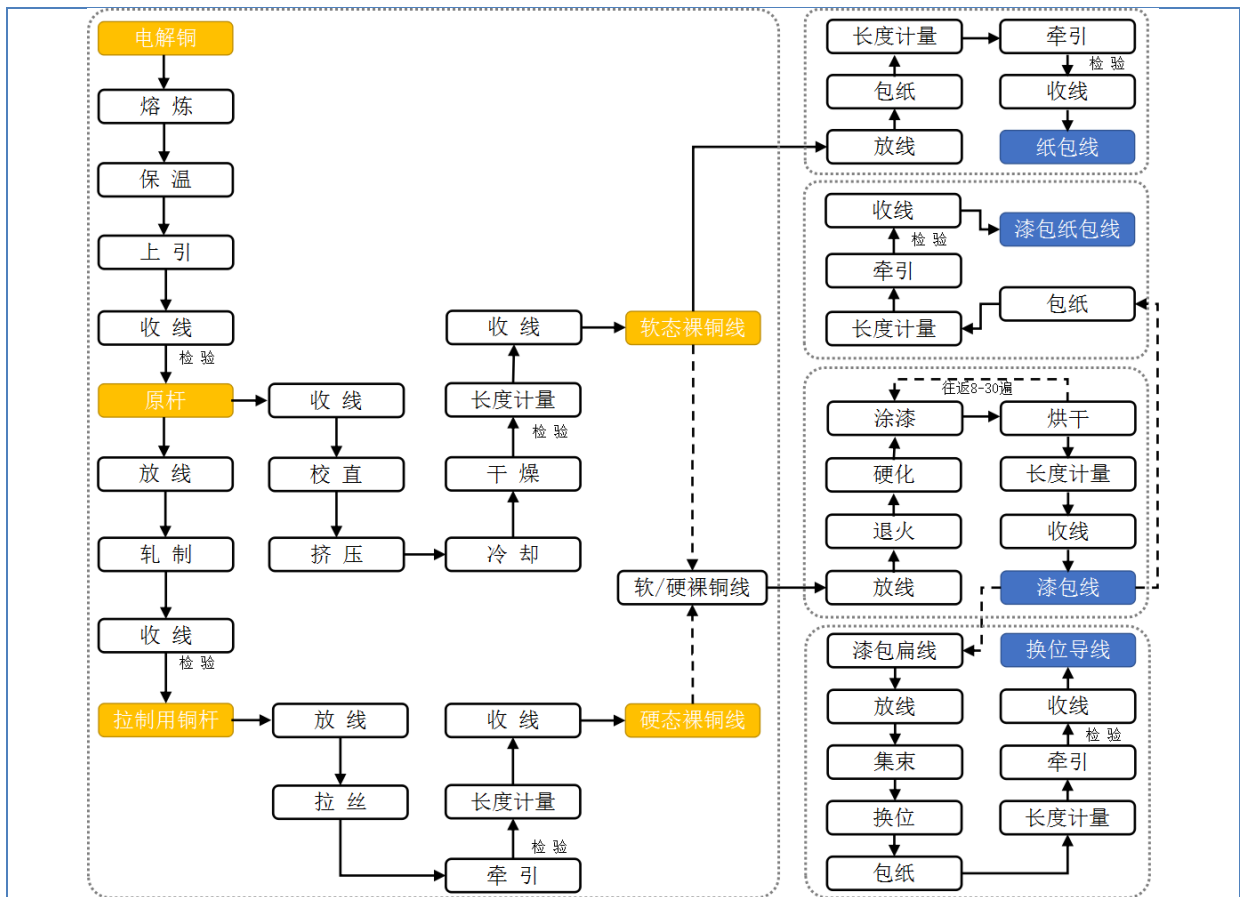 电解铜
熔 炼
保 温
上 引
收 线
检 验
原杆
放 线
轧 制
收 线
检 验
拉制用铜杆
收 线
校 直
挤 压
冷 却
干 燥
检 验
长度计量
收 线
软态裸铜线
放 线
拉 丝
牵 引
检 验
长度计量
收 线
硬态裸铜线
软/硬裸铜线
放线
包纸
长度计量
牵引
检 验
收线
纸包线
包纸
长度计量
牵引
检 验
收线
漆包纸包线
放线
退火
硬化
涂漆
往返8-30遍
烘干
长度计量
收线
漆包线
漆包扁线
放线
集束
换位
包纸
长度计量
牵引
检 验
收线
换位导线